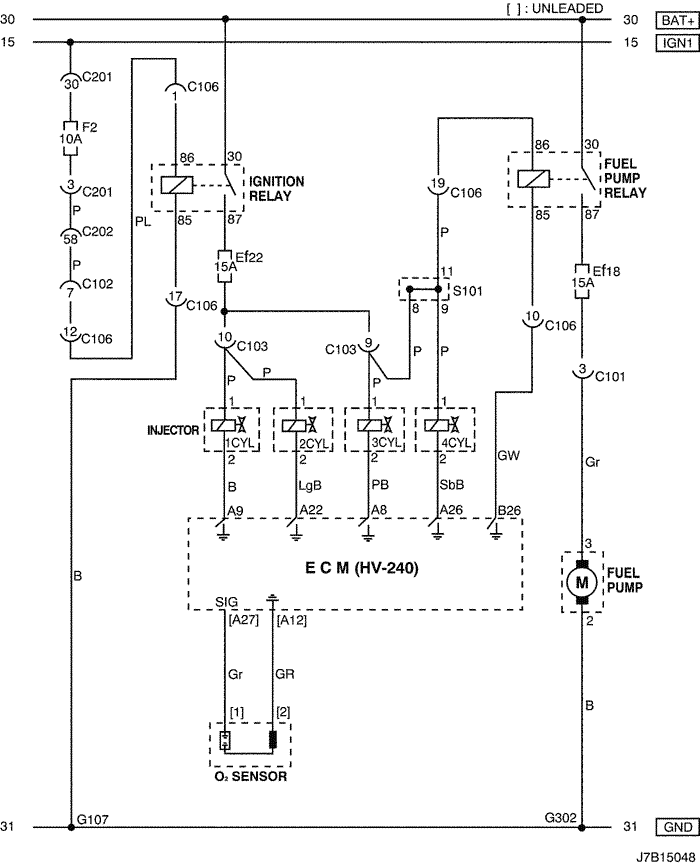 [ ] : UNLEADED
30 30 BAT+
15 15 IGN1
30 C201
F2
10A
3 C201
P
58 C202
P
7 C102
12 C106
PL
1 C106
86 30
IGNITION
RELAY
85 87
Ef22
15A
17 C106
10 C103
P
P
9
C103
P
P
19
C106
P
11
S101
8 9
P
86 30
FUEL
PUMP
RELAY
85 87
Ef18
15A
10
C106
3
C101
1 1 1 1
INJECTOR
1CYL 2CYL 3CYL 4CYL
2 2 2 2
B LgB PB SbB
GW
Gr
A9 A22 A8 A26 B26
E C M (HV-240)
3
M
FUEL
PUMP
2
B
B
SIG
[A27] [A12]
Gr GR
[1] [2]
O₂ SENSOR
G107 G302
31 31 GND
J7B15048